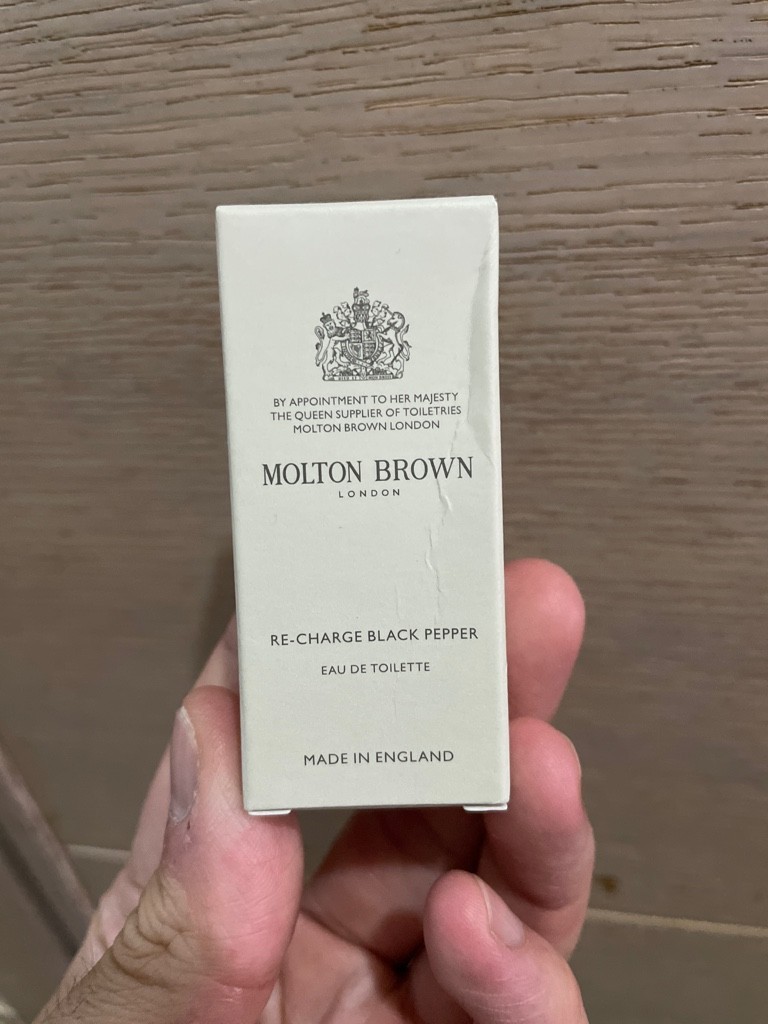 BY APPOINTMENT TO HER MAJESTY
THE QUEEN SUPPLIER OF TOILETRIES
MOLTON BROWN LONDON
MOLTON BROWN
LONDON
RE-CHARGE BLACK PEPPER
EAU DE TOILETTE
MADE IN ENGLAND